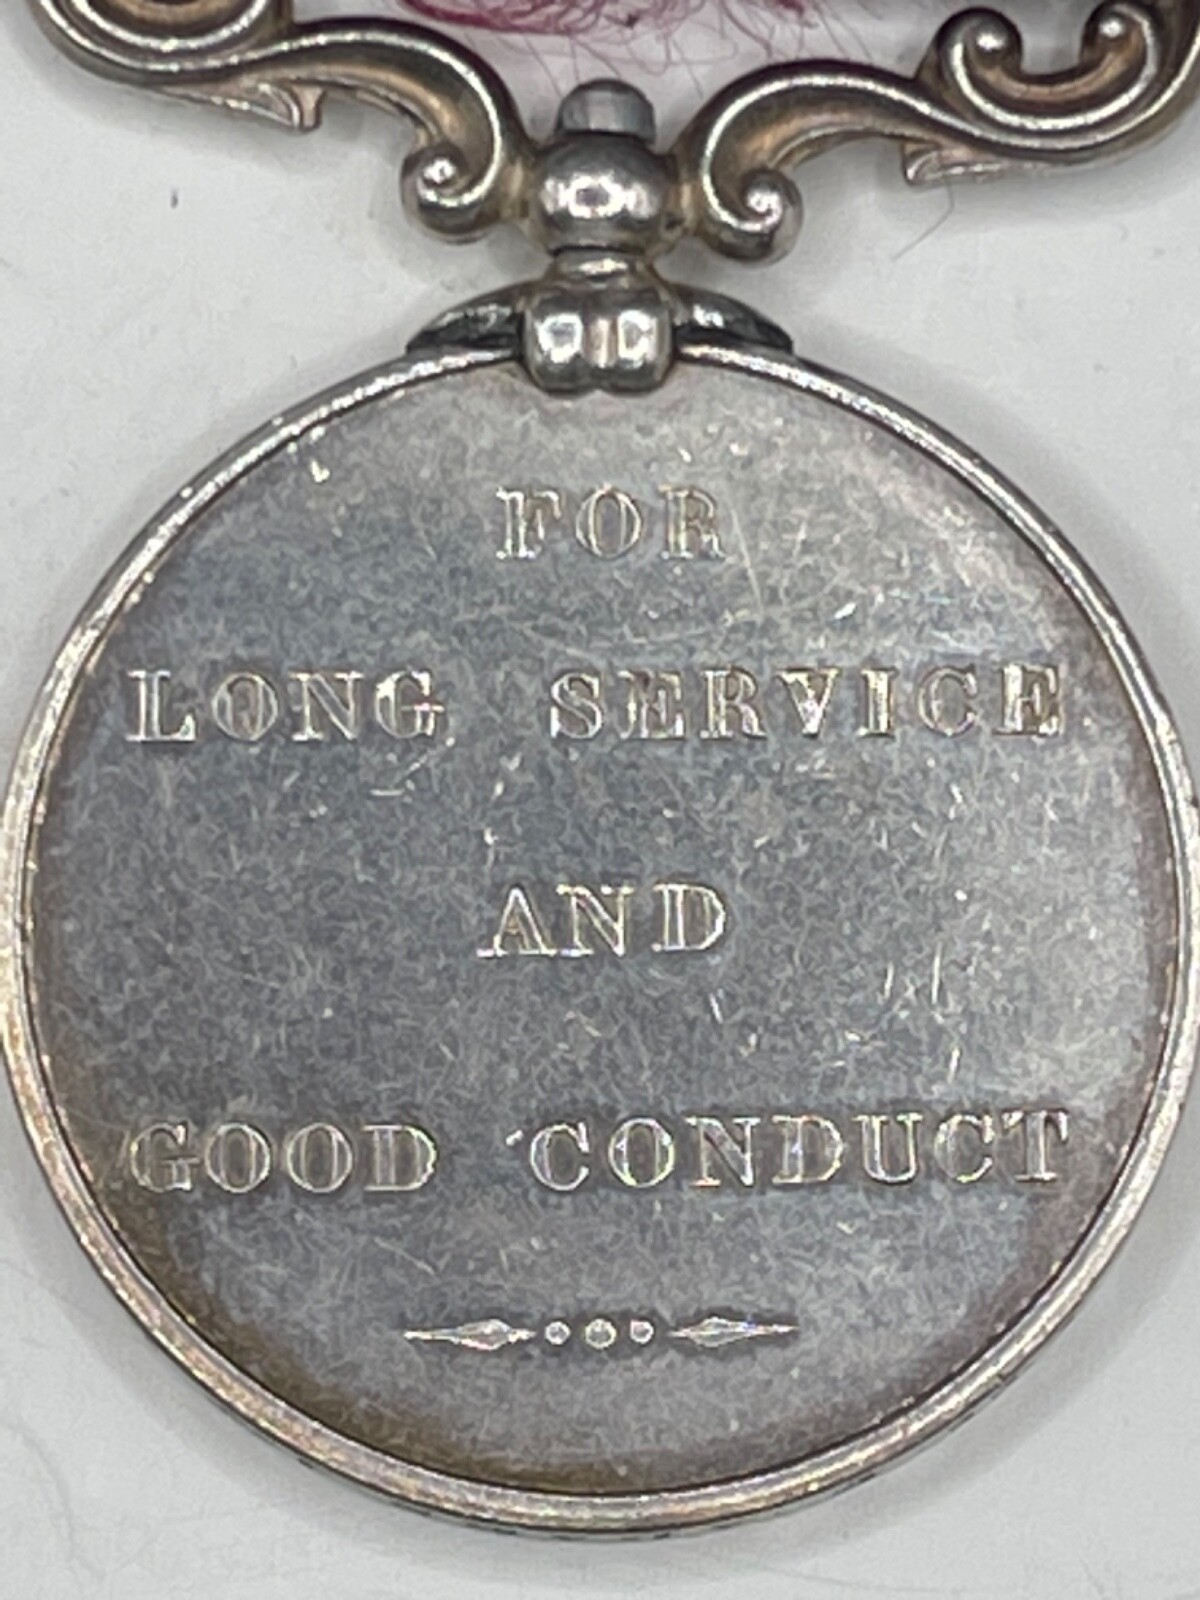 FOR
LONG SERVICE
AND
GOOD CONDUCT